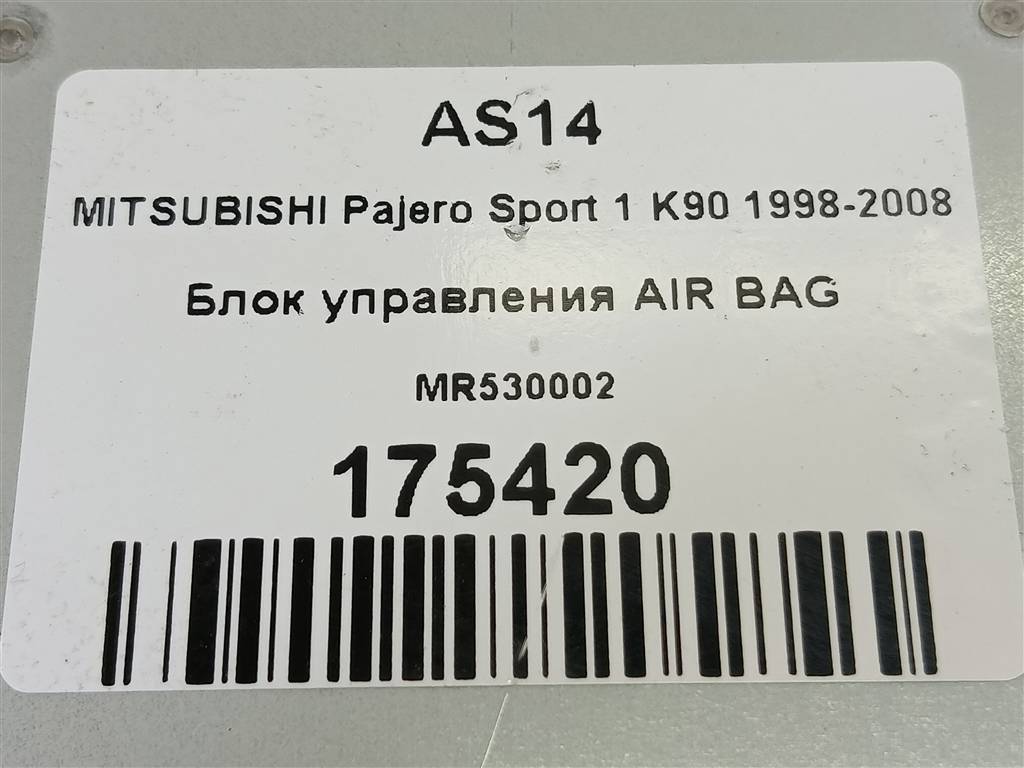 AS14
MITSUBISHI Pajero Sport 1 K90 1998-2008
Блок управления AIR BAG
MR530002
175420